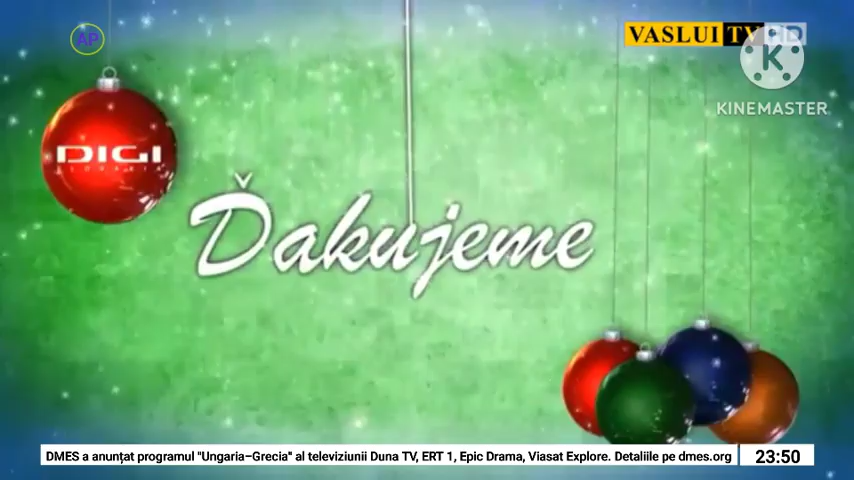 AP
VASLUI TV HD
K
KINEMASTER
DIGI
SLOVAKIA
Ďakujeme
DMES a anunțat programul "Ungaria–Grecia" al televiziunii Duna TV, ERT 1, Epic Drama, Viasat Explore. Detaliile pe dmes.org
23:50